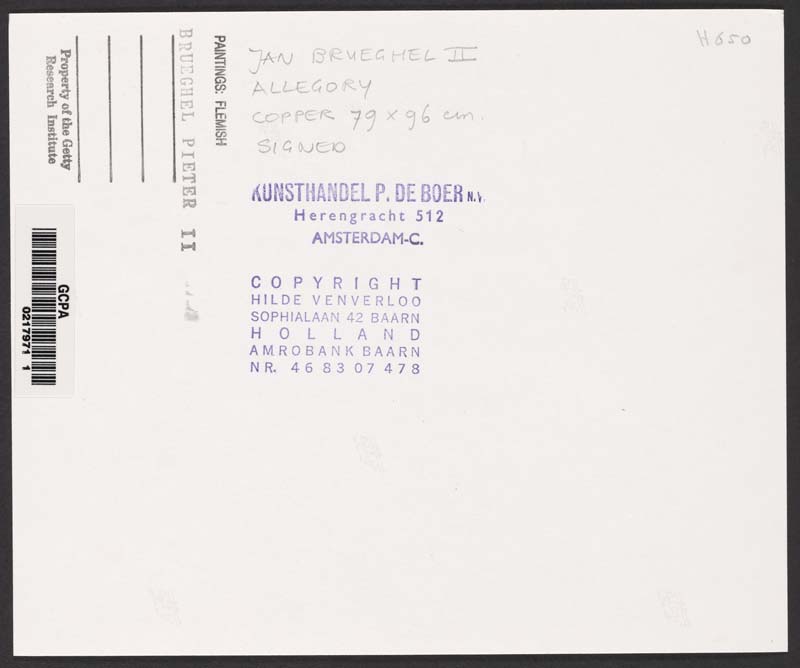 H650
JAN BRUEGHEL II
ALLEGORY
COPPER 79 x 96 cm.
SIGNED
KUNSTHANDEL P. DE BOER N.V.
Herengracht 512
AMSTERDAM-C.
COPYRIGHT
HILDE VENVERLOO
SOPHIALAAN 42 BAARN
HOLLAND
AMROBANK BAARN
NR. 46 83 07 478
PAINTINGS: FLEMISH
BRUEGHEL PIETER II
Property of the Getty
Research Institute
GCPA
0217971 1